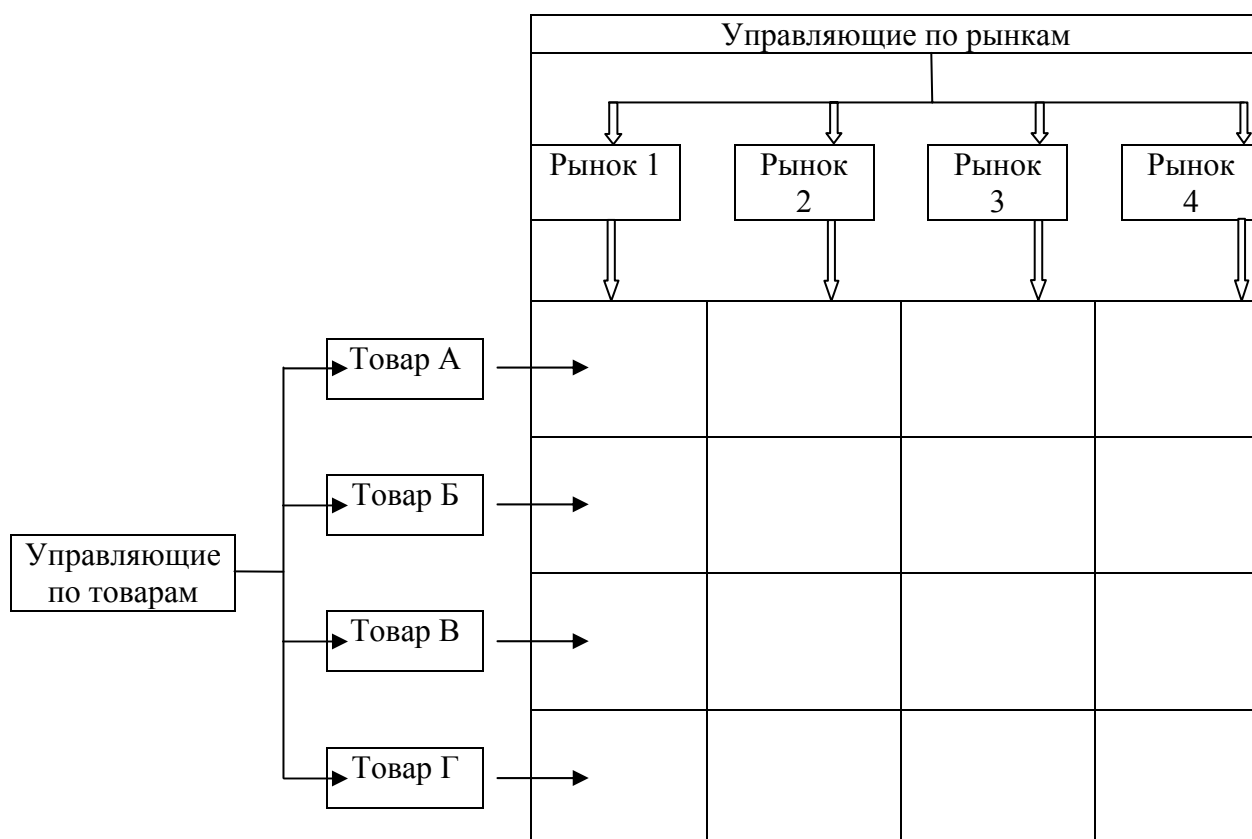 Управляющие по рынкам
Рынок 1
Рынок
2
Рынок
3
Рынок
4
Товар А
Товар Б
Управляющие
по товарам
Товар В
Товар Г